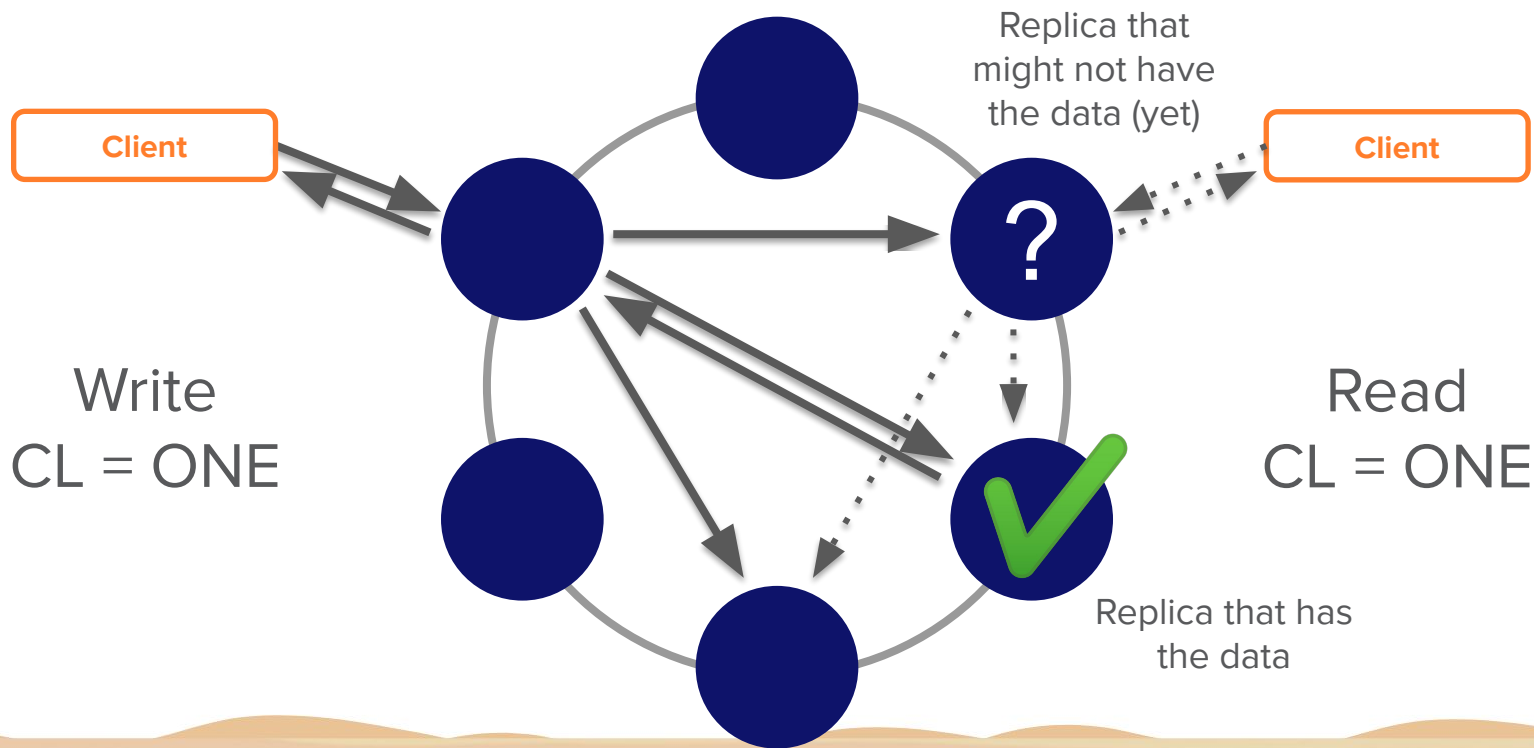 Replica that
might not have
the data (yet)
Client
Client
?
Write
CL = ONE
Read
CL = ONE
Replica that has
the data